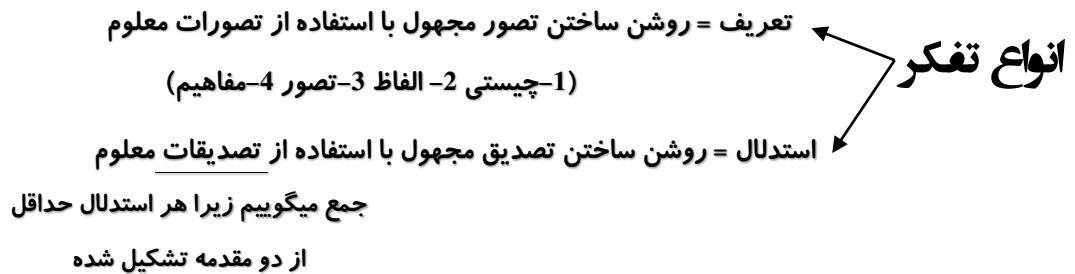 انواع تفکر
تعریف = روشن ساختن تصور مجهول با استفاده از تصورات معلوم
(1-چیستی 2- الفاظ 3-تصور 4-مفاهیم)
استدلال = روشن ساختن تصدیق مجهول با استفاده از تصدیقات معلوم
جمع میگوییم زیرا هر استدلال حداقل
از دو مقدمه تشکیل شده